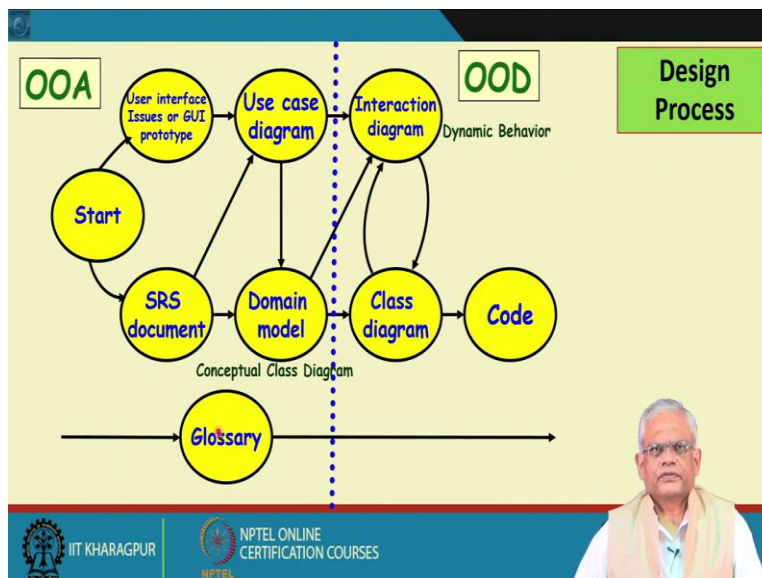 OOA
OOD
Design
Process
User interface
Issues or GUI
prototype
Use case
diagram
Interaction
diagram
Dynamic Behavior
Start
SRS
document
Domain
model
Class
diagram
Code
Conceptual Class Diagram
Glossary
IIT KHARAGPUR
NPTEL
NPTEL ONLINE
CERTIFICATION COURSES